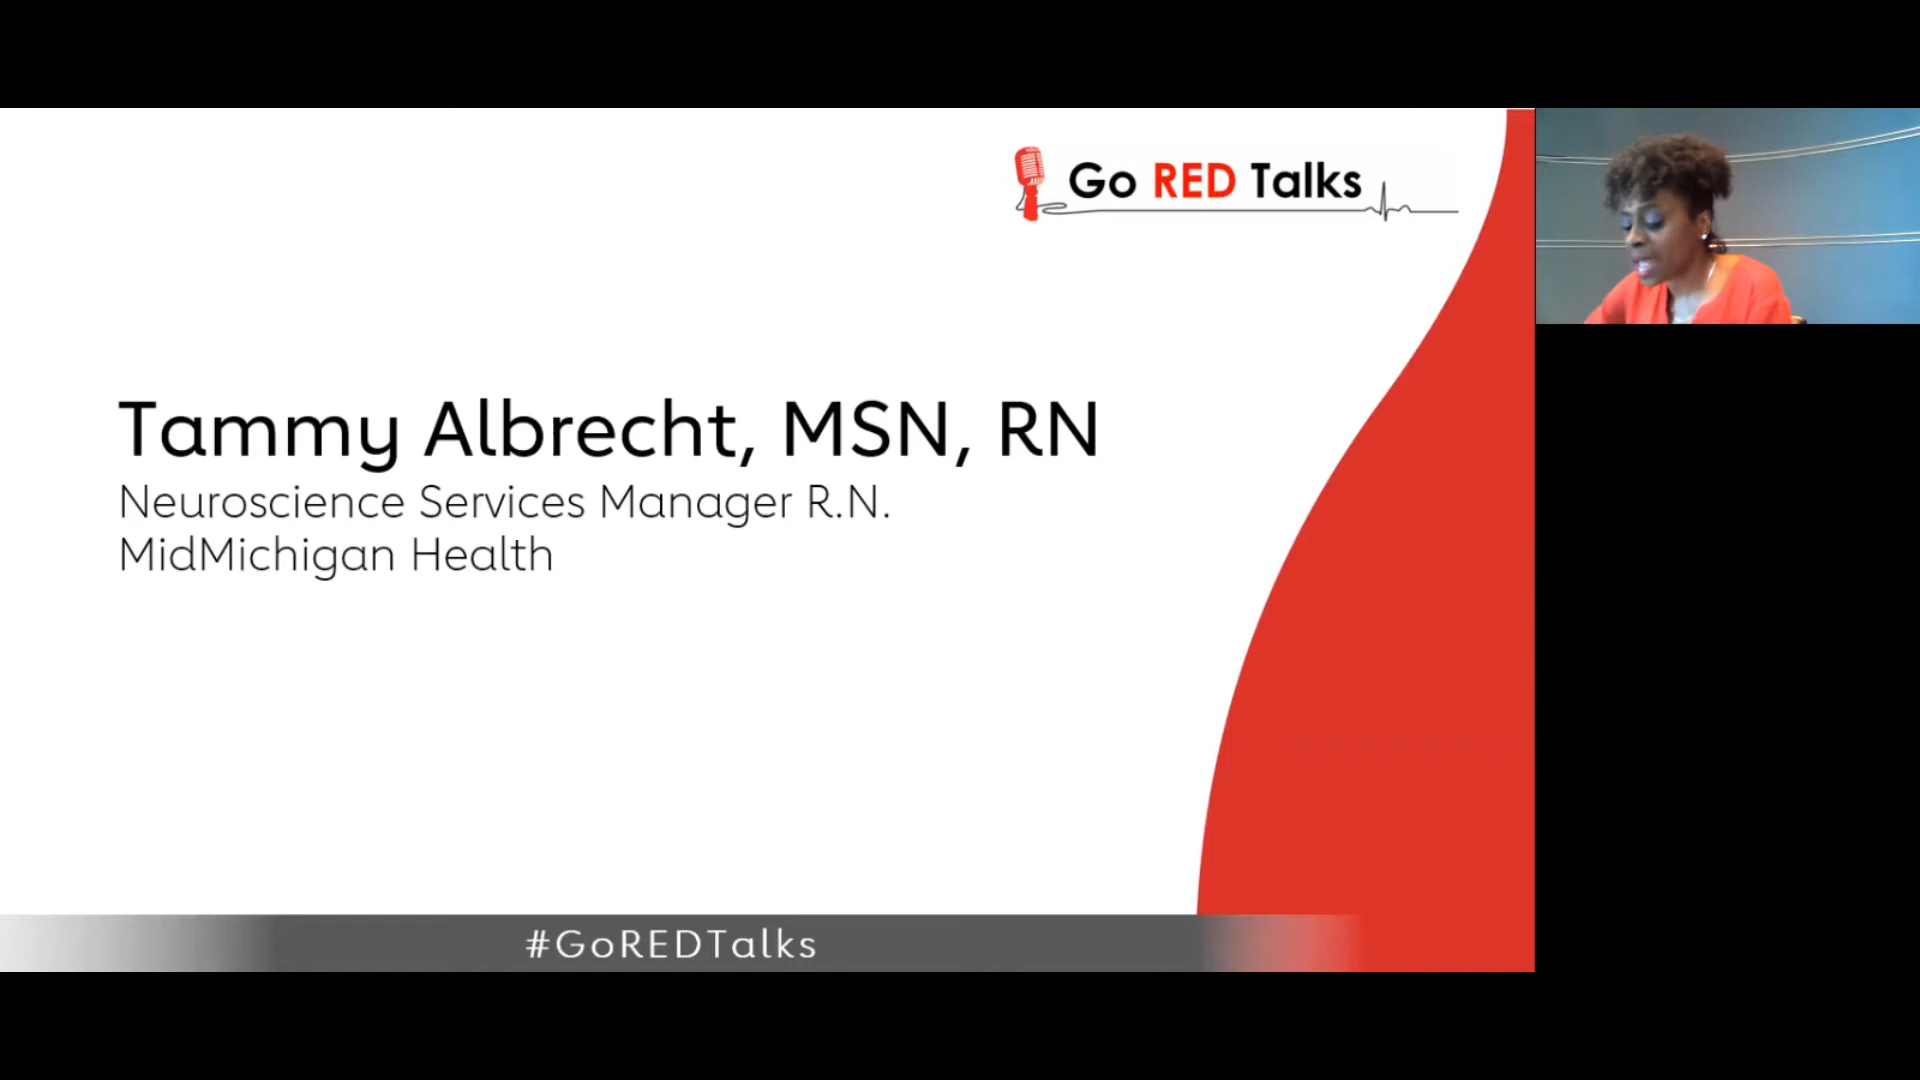 Go RED Talks
Tammy Albrecht, MSN, RN
Neuroscience Services Manager R.N.
MidMichigan Health
#GoREDTalks